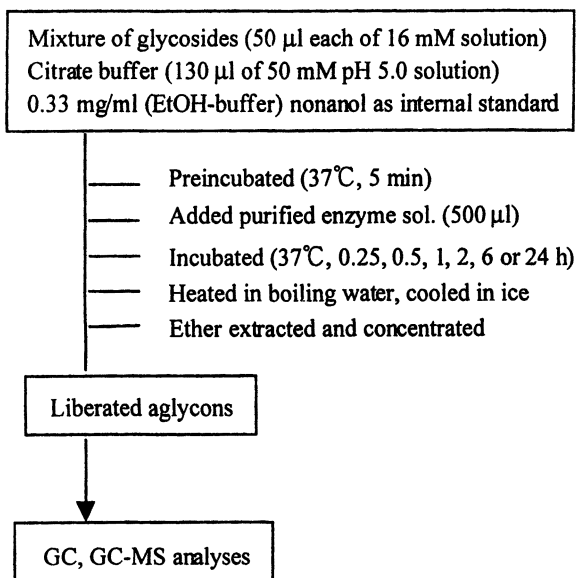 Mixture of glycosides (50 µl each of 16 mM solution)
Citrate buffer (130 µl of 50 mM pH 5.0 solution)
0.33 mg/ml (EtOH-buffer) nonanol as internal standard
Preincubated (37℃, 5 min)
Added purified enzyme sol. (500 µl)
Incubated (37℃, 0.25, 0.5, 1, 2, 6 or 24 h)
Heated in boiling water, cooled in ice
Ether extracted and concentrated
Liberated aglycons
GC, GC-MS analyses